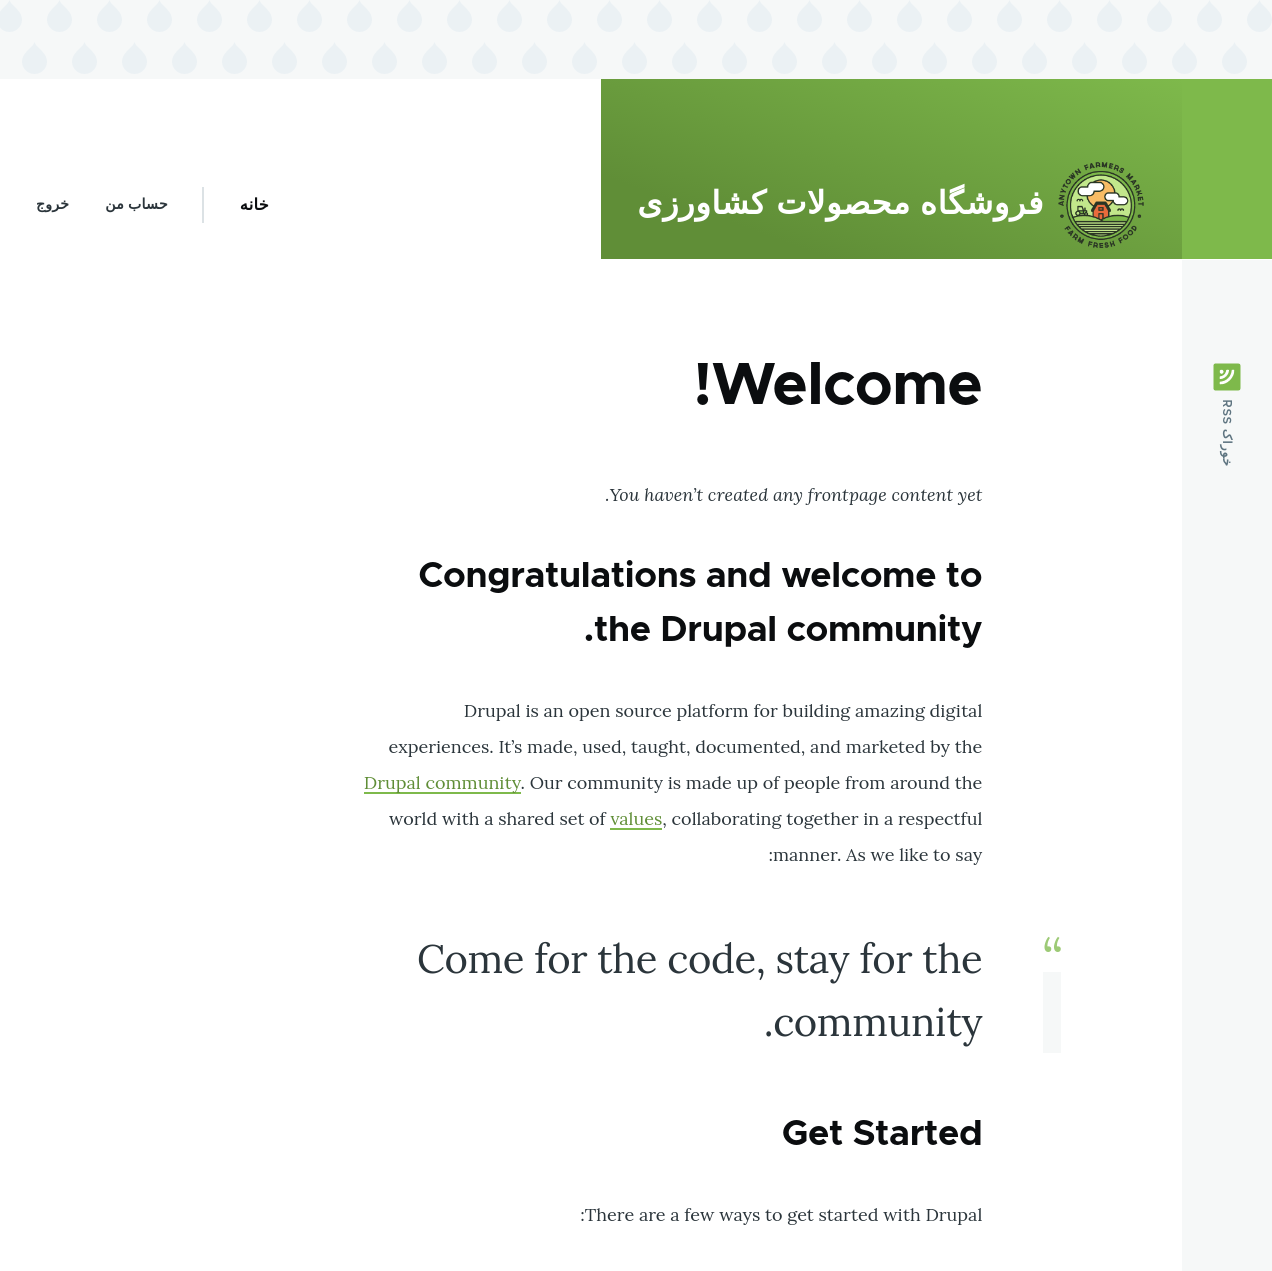 ANYTOWN FARMERS MARKET
FARM FRESH FOOD
فروشگاه محصولات کشاورزی
خانه
حساب من
خروج
خوراک RSS
Welcome!
You haven’t created any frontpage content yet.
Congratulations and welcome to
the Drupal community.
Drupal is an open source platform for building amazing digital
experiences. It’s made, used, taught, documented, and marketed by the
Drupal community. Our community is made up of people from around the
world with a shared set of values, collaborating together in a respectful
manner. As we like to say:
“
Come for the code, stay for the
community.
Get Started
There are a few ways to get started with Drupal: